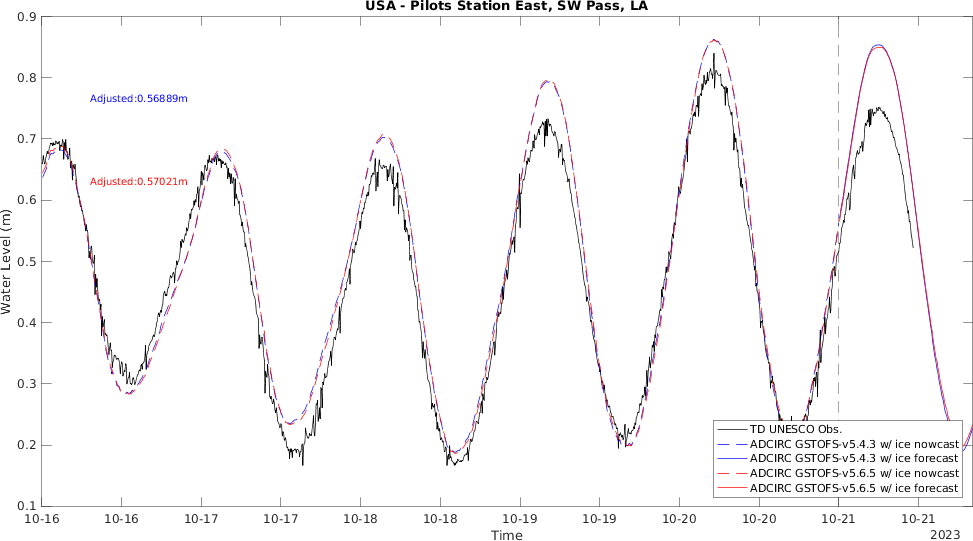 USA - Pilots Station East, SW Pass, LA
0.9
0.8
0.7
0.6
0.5
0.4
0.3
0.2
0.1
Water Level (m)
Adjusted:0.56889m
Adjusted:0.57021m
TD UNESCO Obs.
ADCIRC GSTOFS-v5.4.3 w/ ice nowcast
ADCIRC GSTOFS-v5.4.3 w/ ice forecast
ADCIRC GSTOFS-v5.6.5 w/ ice nowcast
ADCIRC GSTOFS-v5.6.5 w/ ice forecast
10-16 10-16 10-17 10-17 10-18 10-18 10-19 10-19 10-20 10-20 10-21 10-21
2023
Time